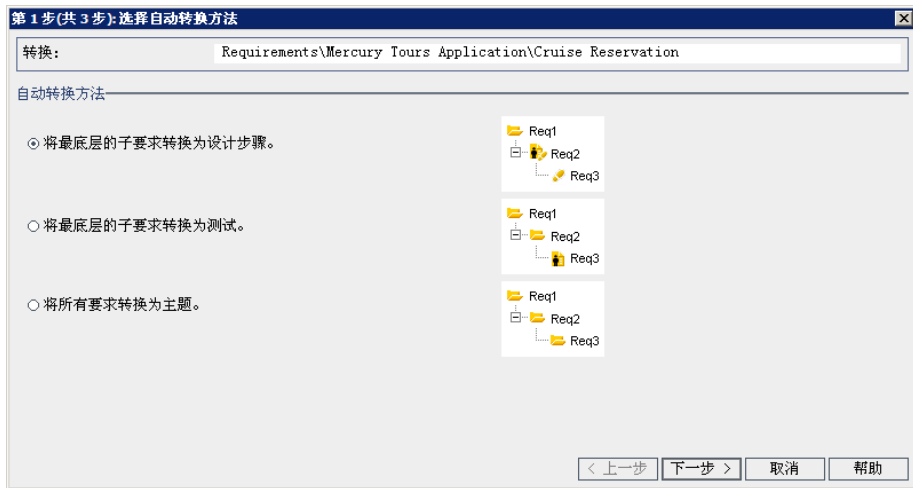 第 1 步(共 3 步):选择自动转换方法
转换: Requirements\Mercury Tours Application\Cruise Reservation
自动转换方法
将最底层的子要求转换为设计步骤。
Req1
Req2
Req3
将最底层的子要求转换为测试。
Req1
Req2
Req3
将所有要求转换为主题。
Req1
Req2
Req3
< 上一步 下一步 > 取消 帮助